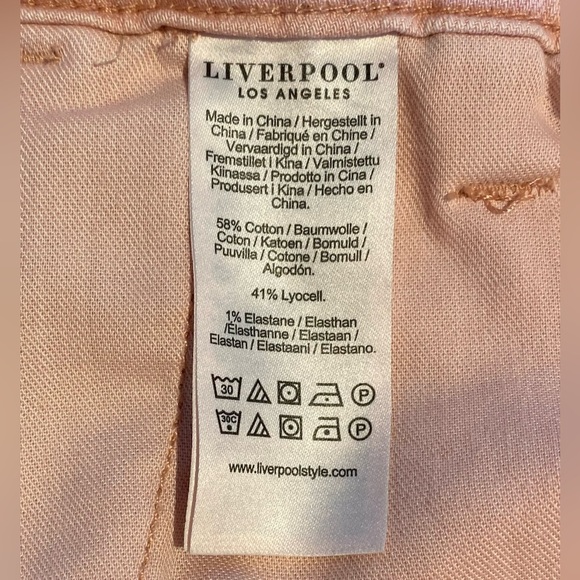 LIVERPOOL®
LOS ANGELES
Made in China / Hergestellt in
China / Fabriqué en Chine /
Vervaardigd in China /
Fremstillet i Kina / Valmistettu
Kiinassa / Prodotto in Cina /
Produsert i Kina / Hecho en
China.
58% Cotton / Baumwolle /
Coton / Katoen / Bomuld /
Puuvilla / Cotone / Bomull /
Algodón.
41% Lyocell.
1% Elastane / Elasthan
/Élasthanne / Elastaan /
Elastan / Elastaani / Elastano.
30 P
30C P
www.liverpoolstyle.com